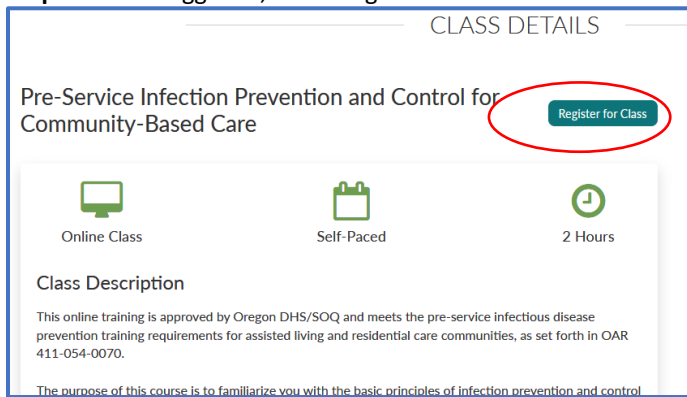 CLASS DETAILS
Pre-Service Infection Prevention and Control for
Community-Based Care
Register for Class
Online Class
Self-Paced
2 Hours
Class Description
This online training is approved by Oregon DHS/SOQ and meets the pre-service infectious disease
prevention training requirements for assisted living and residential care communities, as set forth in OAR
411-054-0070.
The purpose of this course is to familiarize you with the basic principles of infection prevention and control